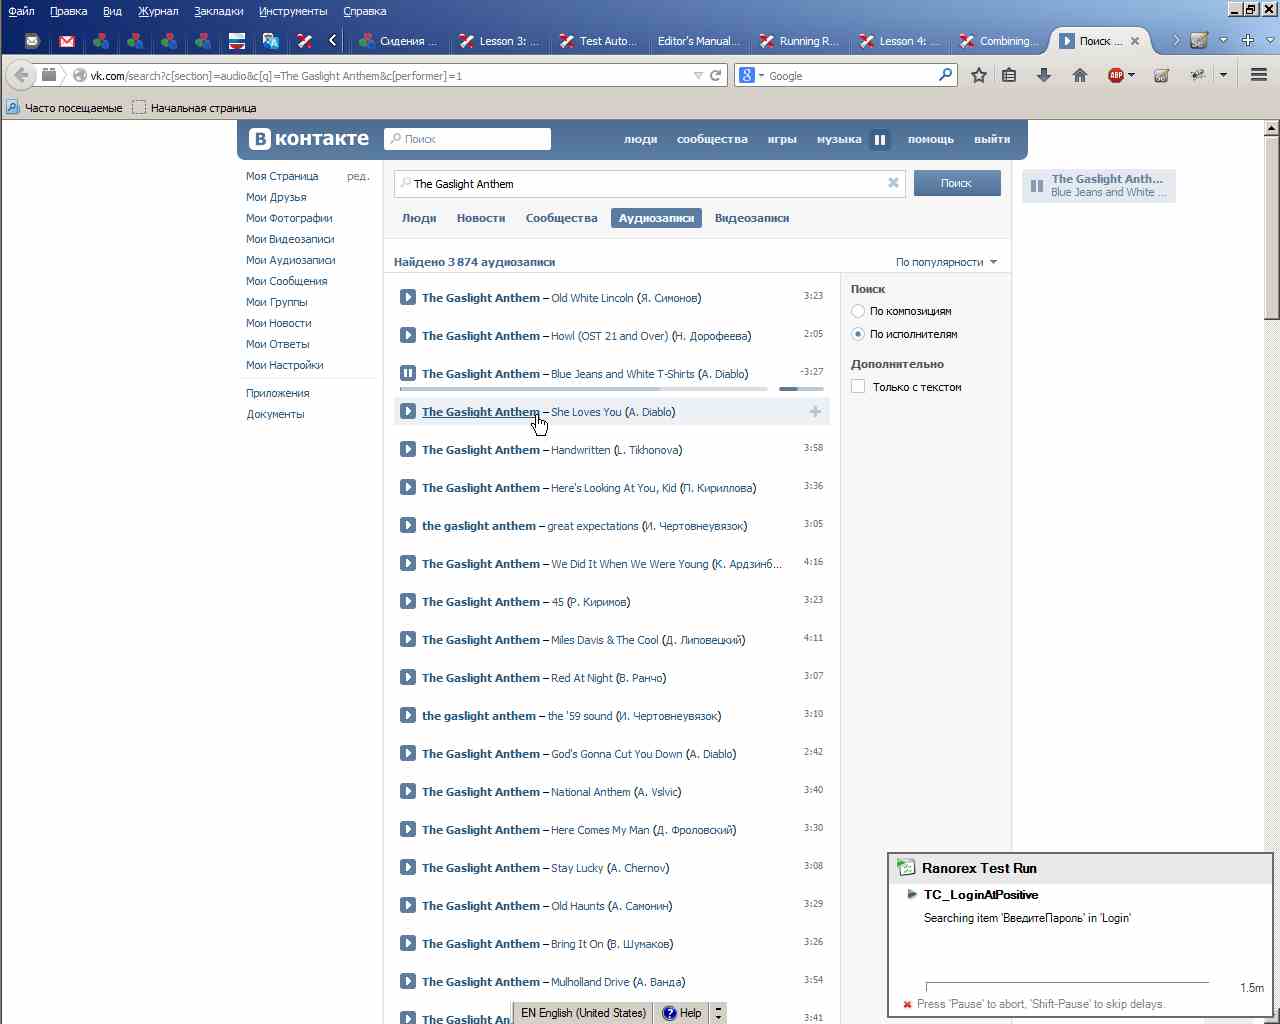 Файл Правка Вид Журнал Закладки Инструменты Справка
Сидения ... Lesson 3: ... Test Auto... Editor's Manual... Running R... Lesson 4: ... Combining... Поиск ...
vk.com/search?c[section]=audio&c[q]=The Gaslight Anthem&c[performer]=1
Google
ABP
Часто посещаемые Начальная страница
В контакте Поиск люди сообщества игры музыка помощь выйти
Моя Страница ред.
Мои Друзья
Мои Фотографии
Мои Видеозаписи
Мои Аудиозаписи
Мои Сообщения
Мои Группы
Мои Новости
Мои Ответы
Мои Настройки
Приложения
Документы
The Gaslight Anthem Поиск
Люди Новости Сообщества Аудиозаписи Видеозаписи
Найдено 3 874 аудиозаписи По популярности
The Gaslight Anthem – Old White Lincoln (Я. Симонов) 3:23
The Gaslight Anthem – Howl (OST 21 and Over) (Н. Дорофеева) 2:05
The Gaslight Anthem – Blue Jeans and White T-Shirts (A. Diablo) -3:27
The Gaslight Anthem – She Loves You (A. Diablo)
The Gaslight Anthem – Handwritten (L. Tikhonova) 3:58
The Gaslight Anthem – Here's Looking At You, Kid (П. Кириллова) 3:36
the gaslight anthem – great expectations (И. Чертовнеувязок) 3:05
The Gaslight Anthem – We Did It When We Were Young (К. Ардзинб... 4:16
The Gaslight Anthem – 45 (Р. Киримов) 3:23
The Gaslight Anthem – Miles Davis & The Cool (Д. Липовецкий) 4:11
The Gaslight Anthem – Red At Night (В. Ранчо) 3:07
the gaslight anthem – the '59 sound (И. Чертовнеувязок) 3:10
The Gaslight Anthem – God's Gonna Cut You Down (A. Diablo) 2:42
The Gaslight Anthem – National Anthem (A. Vslvic) 3:40
The Gaslight Anthem – Here Comes My Man (Д. Фроловский) 3:30
The Gaslight Anthem – Stay Lucky (A. Chernov) 3:08
The Gaslight Anthem – Old Haunts (А. Самонин) 3:29
The Gaslight Anthem – Bring It On (В. Шумаков) 3:26
The Gaslight Anthem – Mulholland Drive (А. Ванда) 3:54
The Gaslight An 3:41
Поиск
По композициям
По исполнителям
Дополнительно
Только с текстом
The Gaslight Anth...
Blue Jeans and White ...
Ranorex Test Run
TC_LoginAtPositive
Searching item 'ВведитеПароль' in 'Login'
1.5m
Press 'Pause' to abort, 'Shift-Pause' to skip delays.
EN English (United States) Help